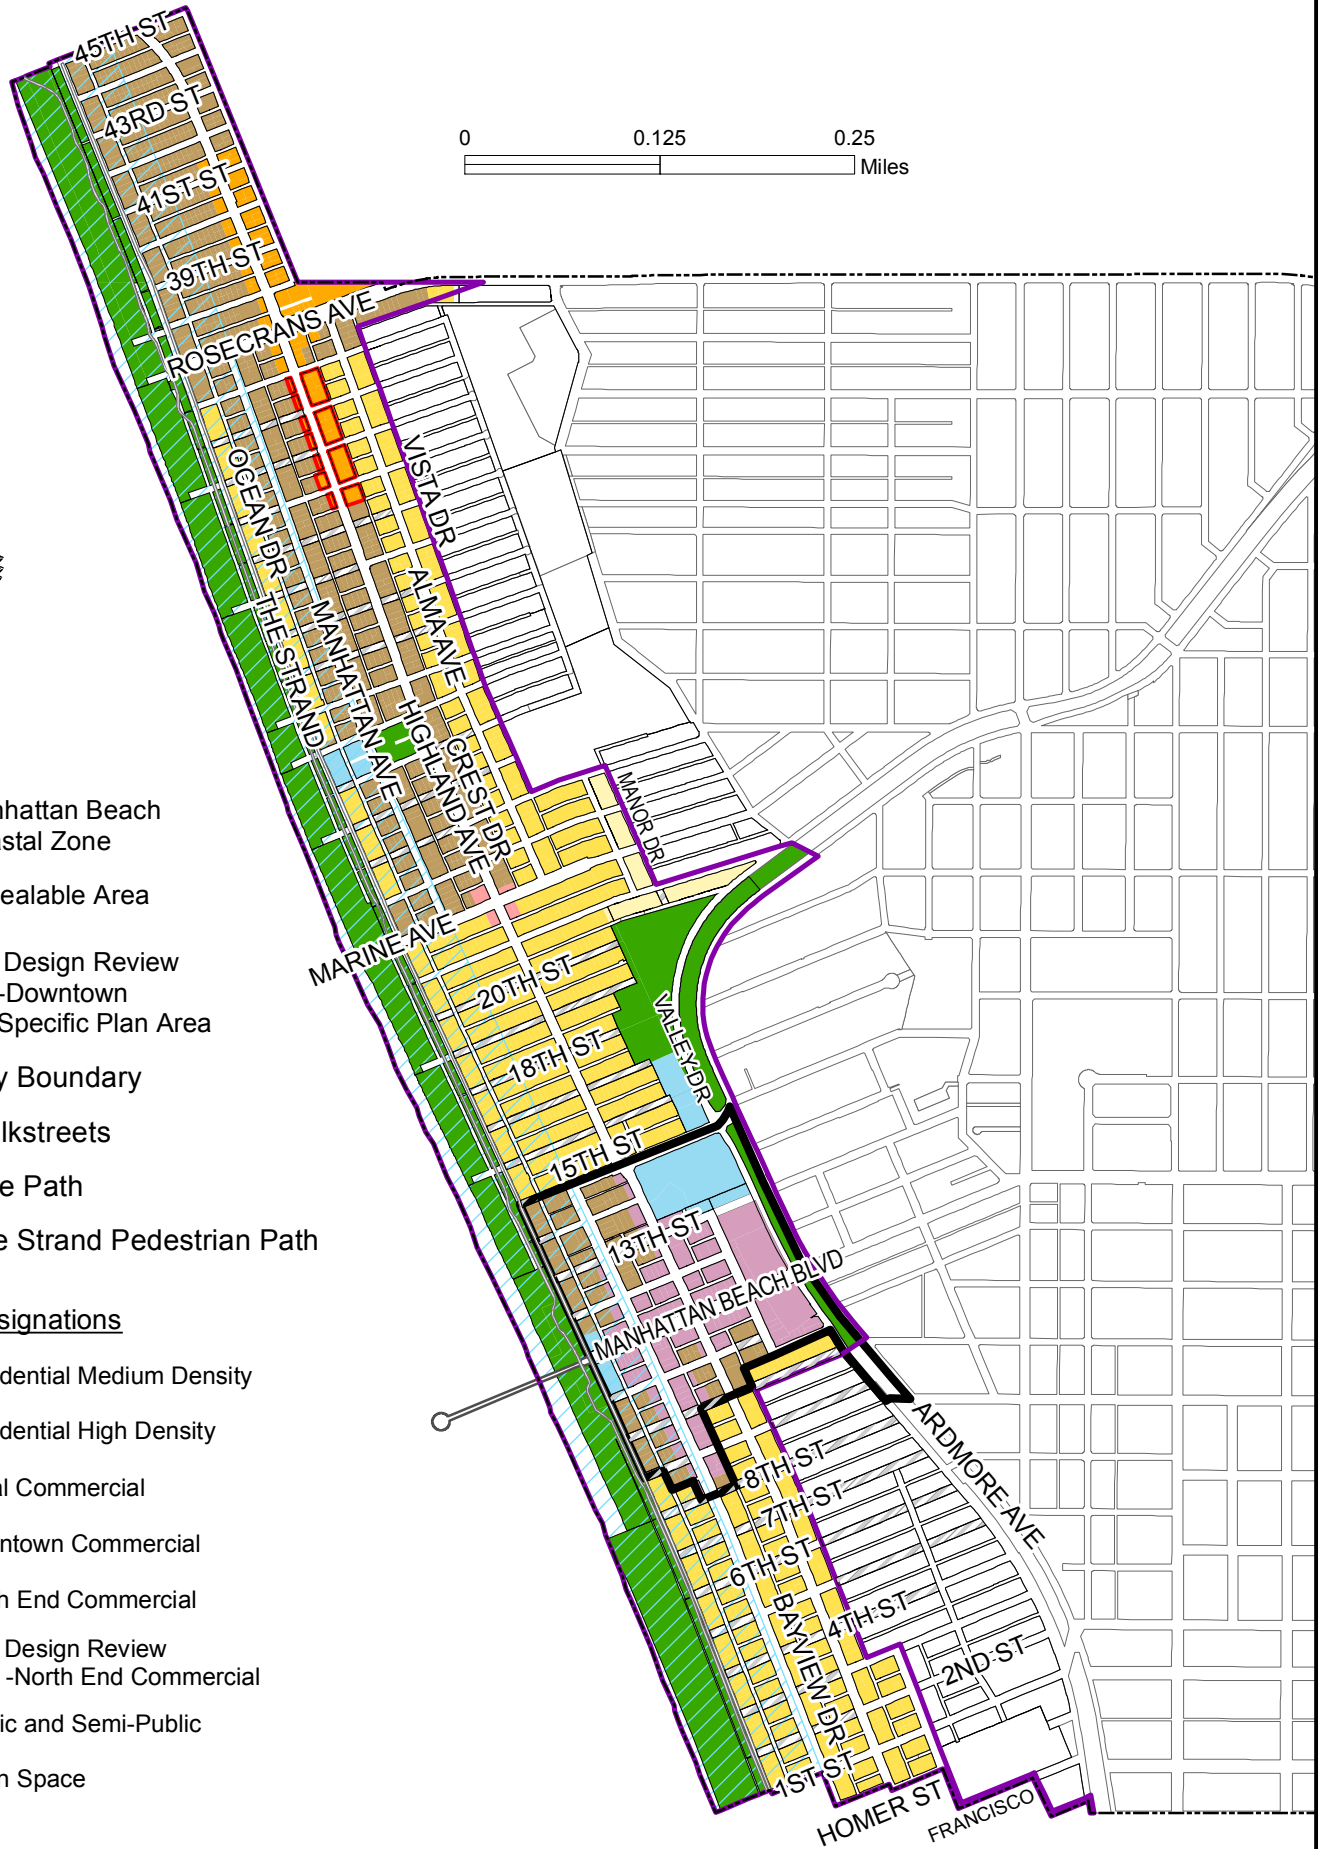 45TH ST
43RD ST
41ST ST
39TH ST
0 0.125 0.25
Miles
ROSECRANS AVE
VISTA DR
OCEAN DR
THE STRAND
MANHATTAN AVE
ALMA AVE
HIGHLAND AVE
CREST DR
MANOR DR
MARINE AVE
20TH ST
18TH ST
VALLEY DR
15TH ST
13TH ST
MANHATTAN BEACH BLVD
ARDMORE AVE
8TH ST
7TH ST
6TH ST
4TH ST
BAYVIEW DR
2ND ST
1ST ST
HOMER ST
FRANCISCO
nhattan Beach
astal Zone
ealable Area
Design Review
-Downtown
Specific Plan Area
y Boundary
lkstreets
e Path
e Strand Pedestrian Path
signations
dential Medium Density
dential High Density
al Commercial
ntown Commercial
h End Commercial
Design Review
-North End Commercial
ic and Semi-Public
n Space